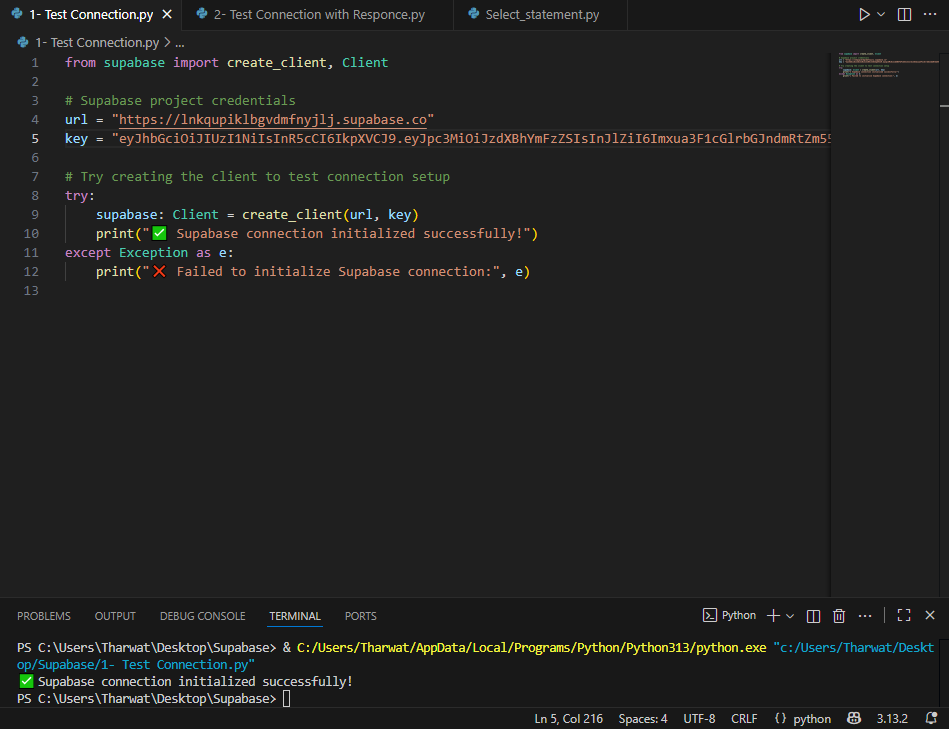 1- Test Connection.py
2- Test Connection with Responce.py
Select_statement.py
1- Test Connection.py > ...
1 from supabase import create_client, Client
2
3 # Supabase project credentials
4 url = "https://lnkqupiklbgvdmfnyjlj.supabase.co"
5 key = "eyJhbGciOiJIUzI1NiIsInR5cCI6IkpXVCJ9.eyJpc3MiOiJzdXBhYmFzZSIsInJlZiI6Imxua3F1cGlrbGJndmRtZm55
6
7 # Try creating the client to test connection setup
8 try:
9 supabase: Client = create_client(url, key)
10 print("✅ Supabase connection initialized successfully!")
11 except Exception as e:
12 print("❌ Failed to initialize Supabase connection:", e)
13
PROBLEMS OUTPUT DEBUG CONSOLE TERMINAL PORTS
Python
PS C:\Users\Tharwat\Desktop\Supabase> & C:/Users/Tharwat/AppData/Local/Programs/Python/Python313/python.exe "c:/Users/Tharwat/Deskt
op/Supabase/1- Test Connection.py"
✅ Supabase connection initialized successfully!
PS C:\Users\Tharwat\Desktop\Supabase>
Ln 5, Col 216 Spaces: 4 UTF-8 CRLF {} python 3.13.2